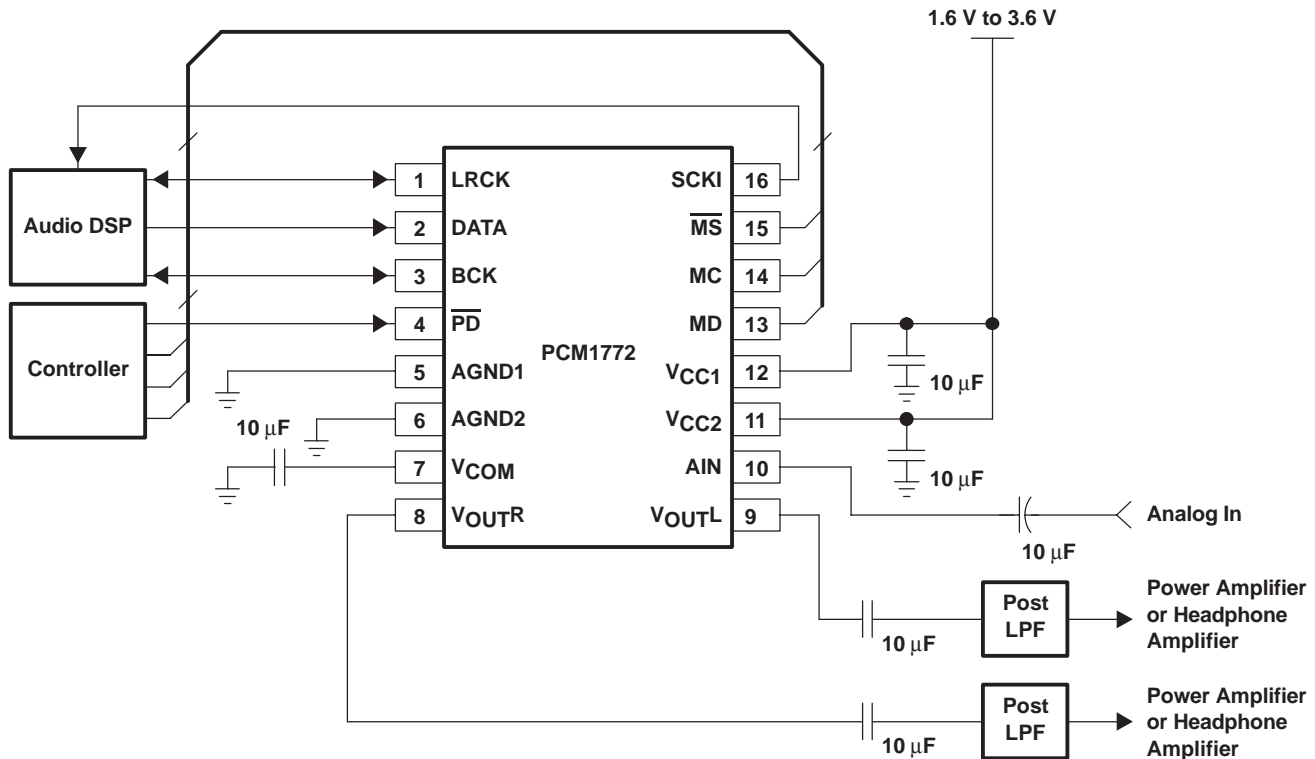 1.6 V to 3.6 V
Audio DSP
Controller
1 LRCK
2 DATA
3 BCK
4 PD
5 AGND1
6 AGND2
7 VCOM
8 VOUTR
PCM1772
SCKI 16
MS 15
MC 14
MD 13
VCC1 12
VCC2 11
AIN 10
VOUTL 9
10 μF
10 μF
10 μF
10 μF
Analog In
10 μF
Post
LPF
Power Amplifier
or Headphone
Amplifier
10 μF
Post
LPF
Power Amplifier
or Headphone
Amplifier